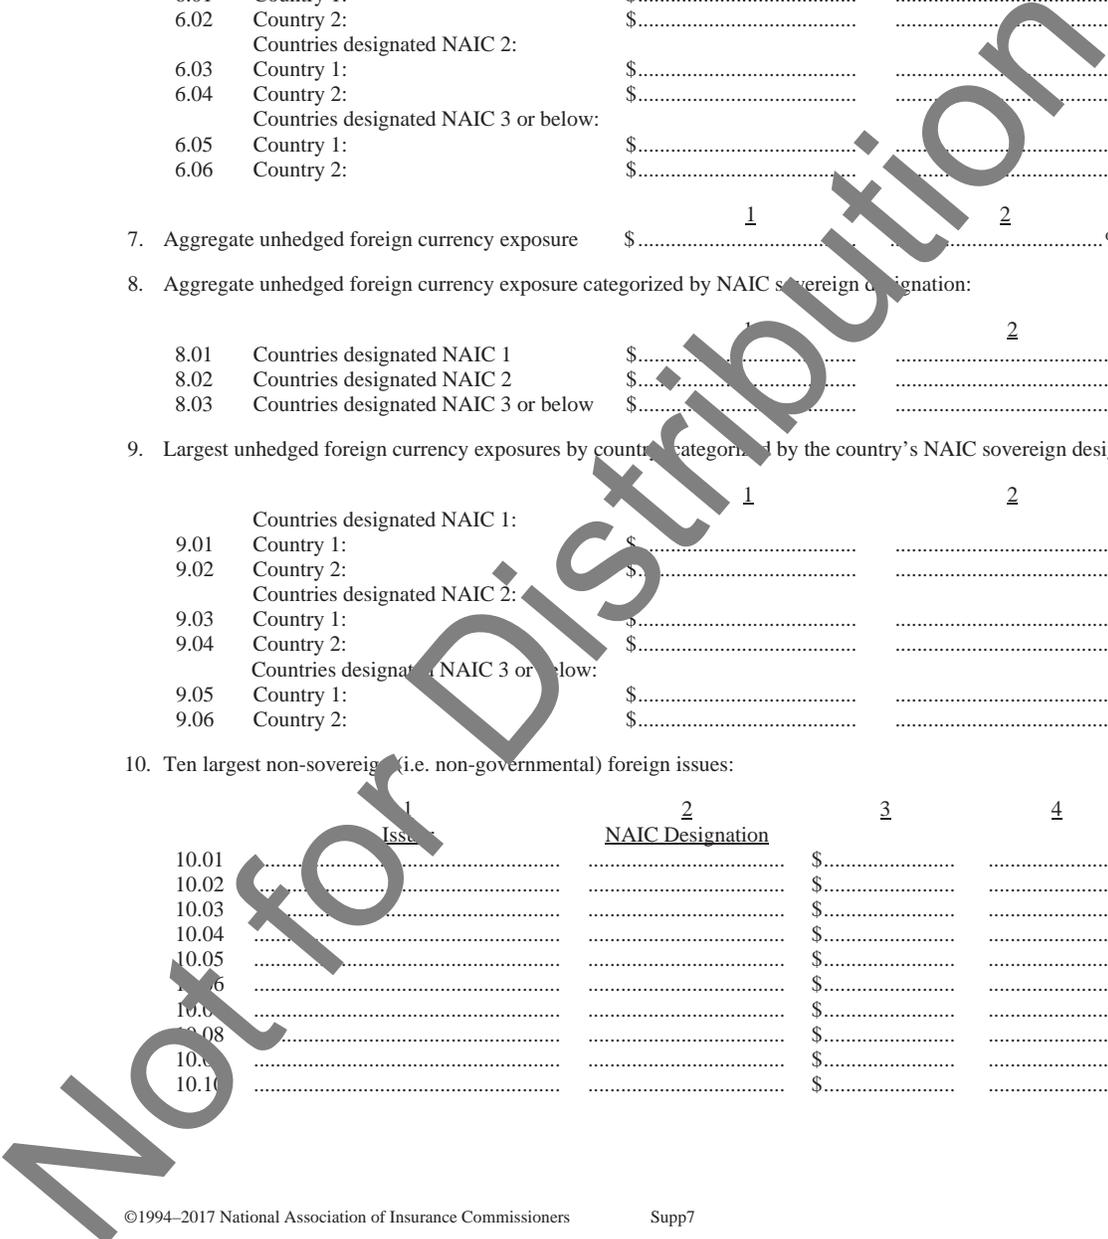 6.02 Country 2: $.......................................
Countries designated NAIC 2:
6.03 Country 1: $.......................................
6.04 Country 2: $.......................................
Countries designated NAIC 3 or below:
6.05 Country 1: $.......................................
6.06 Country 2: $.......................................
1 2
7. Aggregate unhedged foreign currency exposure $.......................................
8. Aggregate unhedged foreign currency exposure categorized by NAIC
2
8.01 Countries designated NAIC 1 $.......................................
8.02 Countries designated NAIC 2 $.......................................
8.03 Countries designated NAIC 3 or below $.......................................
9. Largest unhedged foreign currency exposures by by the country's NAIC sovereign
1 2
Countries designated NAIC 1:
9.01 Country 1: $.......................................
9.02 Country 2: $.......................................
Countries designated NAIC 2:
9.03 Country 1: $.......................................
9.04 Country 2: $.......................................
Countries NAIC 3 or
9.05 Country 1: $.......................................
9.06 Country 2: $.......................................
10. Ten largest (i.e. non-governmental) foreign issues:
1 2 3 4
NAIC Designation
10.01 $.......................
10.02 $.......................
10.03 $.......................
10.04 $.......................
10.05 $.......................
$.......................
$.......................
$.......................
$.......................
10.10 $.......................
Not for Distribution
©1994–2017 National Association of Insurance Commissioners Supp7